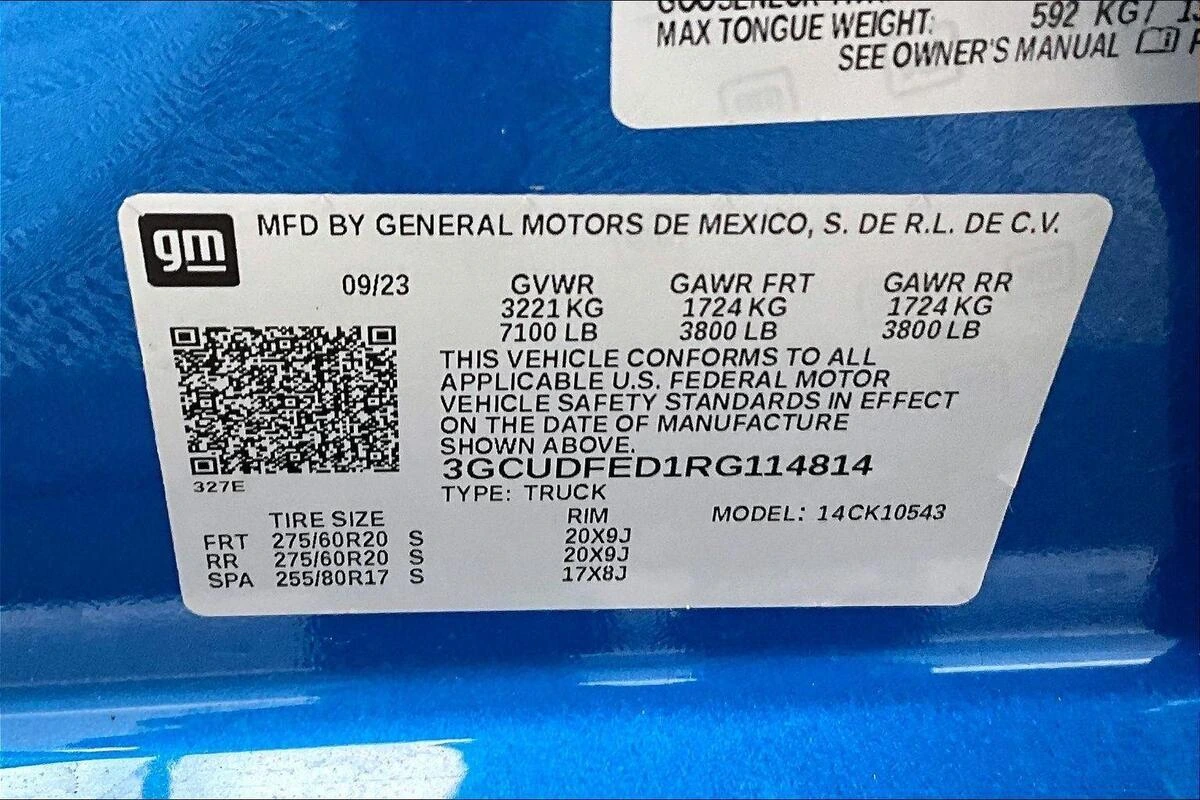 MAX TONGUE WEIGHT: 592 KG/
SEE OWNER'S MANUAL
gm
MFD BY GENERAL MOTORS DE MEXICO, S. DE R.L. DE C.V.
09/23 GVWR GAWR FRT GAWR RR
3221 KG 1724 KG 1724 KG
7100 LB 3800 LB 3800 LB
THIS VEHICLE CONFORMS TO ALL
APPLICABLE U.S. FEDERAL MOTOR
VEHICLE SAFETY STANDARDS IN EFFECT
ON THE DATE OF MANUFACTURE
SHOWN ABOVE.
3GCUDFED1RG114814
327E
TYPE: TRUCK
TIRE SIZE RIM MODEL: 14CK10543
FRT 275/60R20 S 20X9J
RR 275/60R20 S 20X9J
SPA 255/80R17 S 17X8J